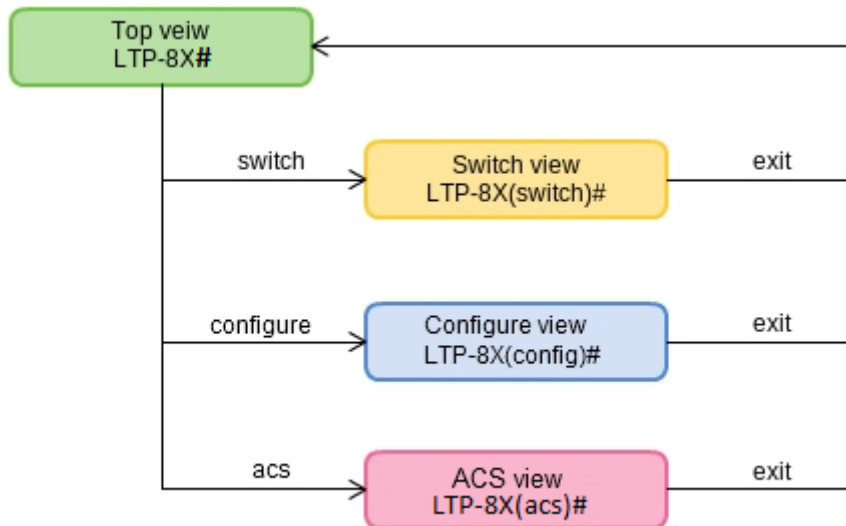 Top veiw
LTP-8X#
switch
Switch view
LTP-8X(switch)#
exit
configure
Configure view
LTP-8X(config)#
exit
acs
ACS view
LTP-8X(acs)#
exit